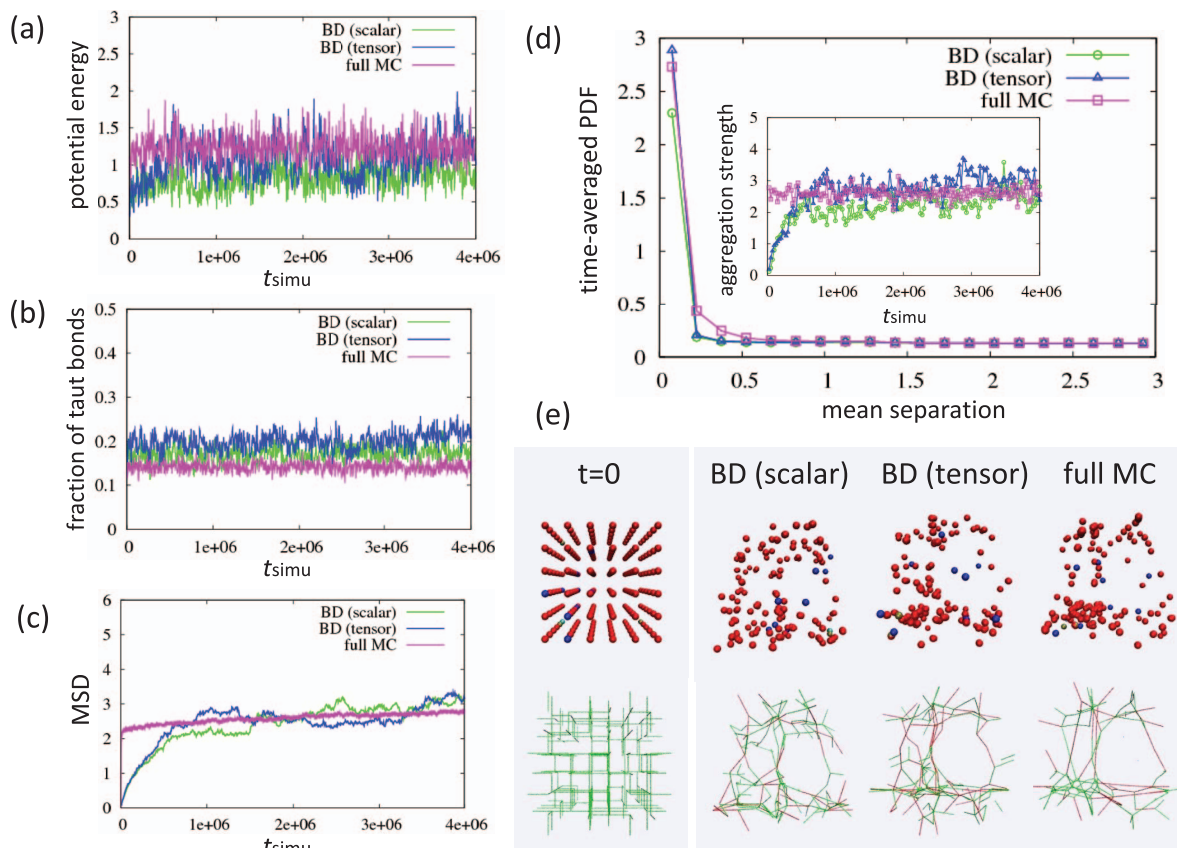 (a)
potential energy
3
2.5
2
1.5
1
0.5
0
BD (scalar)
BD (tensor)
full MC
0
1e+06
2e+06
3e+06
4e+06
tsimu
(b)
fraction of taut bonds
0.5
0.4
0.3
0.2
0.1
0
BD (scalar)
BD (tensor)
full MC
0
1e+06
2e+06
3e+06
4e+06
tsimu
(c)
MSD
6
5
4
3
2
1
0
BD (scalar)
BD (tensor)
full MC
0
1e+06
2e+06
3e+06
4e+06
tsimu
(d)
time-averaged PDF
3
2.5
2
1.5
1
0.5
0
BD (scalar)
BD (tensor)
full MC
aggregation strength
5
4
3
2
1
0
0
1e+06
2e+06
3e+06
4e+06
tsimu
0
0.5
1
1.5
2
2.5
3
mean separation
(e)
t=0
BD (scalar)
BD (tensor)
full MC